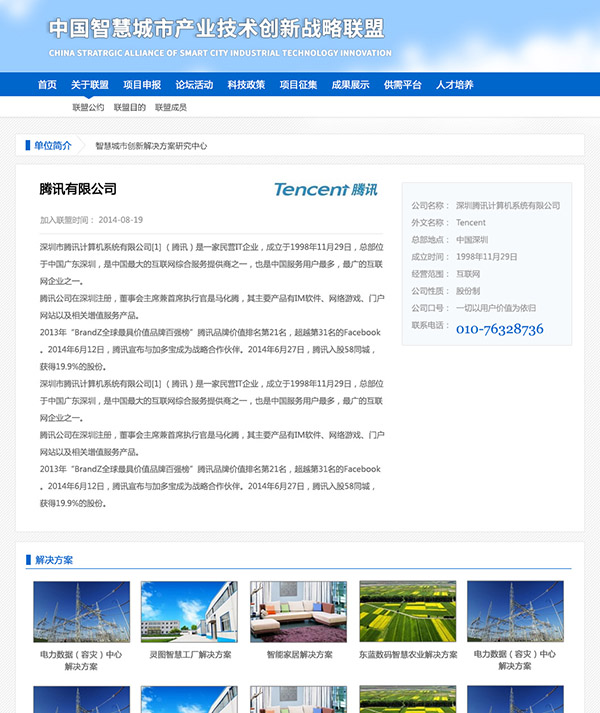 中国智慧城市产业技术创新战略联盟
CHINA STRATRGIC ALLIANCE OF SMART CITY INDUSTRIAL TECHNOLOGY INNOVATION
首页 关于联盟 项目申报 论坛活动 科技政策 项目征集 成果展示 供需平台 人才培养
联盟公约 联盟目的 联盟成员
单位简介 智慧城市创新解决方案研究中心
腾讯有限公司
Tencent 腾讯
加入联盟时间： 2014-08-19
深圳市腾讯计算机系统有限公司[1] （腾讯）是一家民营IT企业，成立于1998年11月29日，总部位
于中国广东深圳，是中国最大的互联网综合服务提供商之一，也是中国服务用户最多，最广的互联
网企业之一。
腾讯公司在深圳注册，董事会主席兼首席执行官是马化腾，其主要产品有IM软件、网络游戏、门户
网站以及相关增值服务产品。
2013年“BrandZ全球最具价值品牌百强榜”腾讯品牌价值排名第21名，超越第31名的Facebook
。2014年6月12日，腾讯宣布与加多宝成为战略合作伙伴。2014年6月27日，腾讯入股58同城，
获得19.9%的股份。
深圳市腾讯计算机系统有限公司[1] （腾讯）是一家民营IT企业，成立于1998年11月29日，总部位
于中国广东深圳，是中国最大的互联网综合服务提供商之一，也是中国服务用户最多，最广的互联
网企业之一。
腾讯公司在深圳注册，董事会主席兼首席执行官是马化腾，其主要产品有IM软件、网络游戏、门户
网站以及相关增值服务产品。
2013年“BrandZ全球最具价值品牌百强榜”腾讯品牌价值排名第21名，超越第31名的Facebook
。2014年6月12日，腾讯宣布与加多宝成为战略合作伙伴。2014年6月27日，腾讯入股58同城，
获得19.9%的股份。
公司名称： 深圳腾讯计算机系统有限公司
外文名称： Tencent
总部地点： 中国深圳
成立时间： 1998年11月29日
经营范围： 互联网
公司性质： 股份制
公司口号： 一切以用户价值为依归
联系电话： 010-76328736
解决方案
电力数据（容灾）中心
解决方案
灵图智慧工厂解决方案
智能家居解决方案
东蓝数码智慧农业解决方案
电力数据（容灾）中心
解决方案